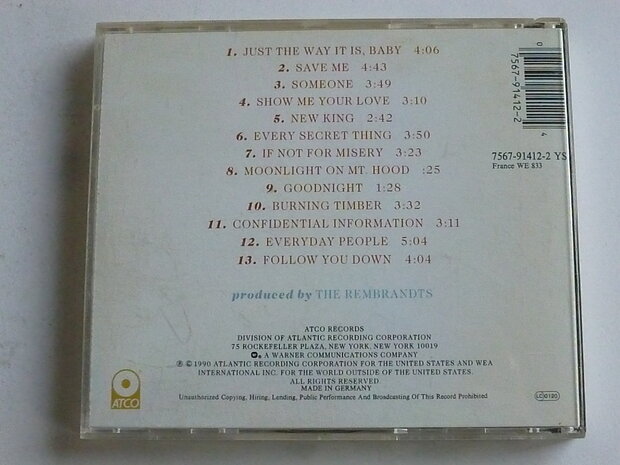 1. JUST THE WAY IT IS, BABY 4:06
2. SAVE ME 4:43
3. SOMEONE 3:49
4. SHOW ME YOUR LOVE 3:10
5. NEW KING 2:42
6. EVERY SECRET THING 3:50
7. IF NOT FOR MISERY 3:23
8. MOONLIGHT ON MT. HOOD :25
9. GOODNIGHT 1:28
10. BURNING TIMBER 3:32
11. CONFIDENTIAL INFORMATION 3:11
12. EVERYDAY PEOPLE 5:04
13. FOLLOW YOU DOWN 4:04
produced by THE REMBRANDTS
0 7567-91412-2 4
7567-91412-2 YS
France WE 833
ATCO RECORDS
DIVISION OF ATLANTIC RECORDING CORPORATION
75 ROCKEFELLER PLAZA, NEW YORK, NEW YORK 10019
A WARNER COMMUNICATIONS COMPANY
℗ © 1990 ATLANTIC RECORDING CORPORATION FOR THE UNITED STATES AND WEA
INTERNATIONAL INC. FOR THE WORLD OUTSIDE OF THE UNITED STATES.
ALL RIGHTS RESERVED
MADE IN GERMANY
Unauthorized Copying, Hiring, Lending, Public Performance And Broadcasting Of This Record Prohibited
ATCO
LC 0120